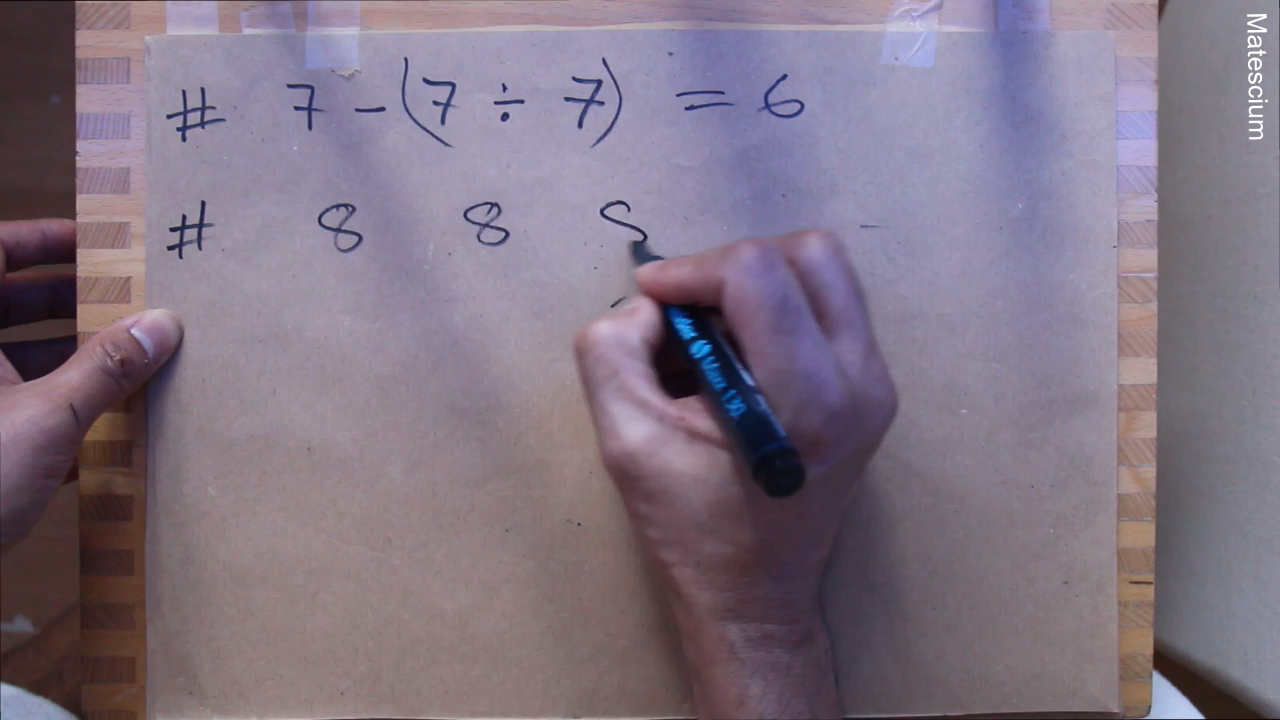 # 7 - (7 ÷ 7) = 6
# 8 8
Matescium